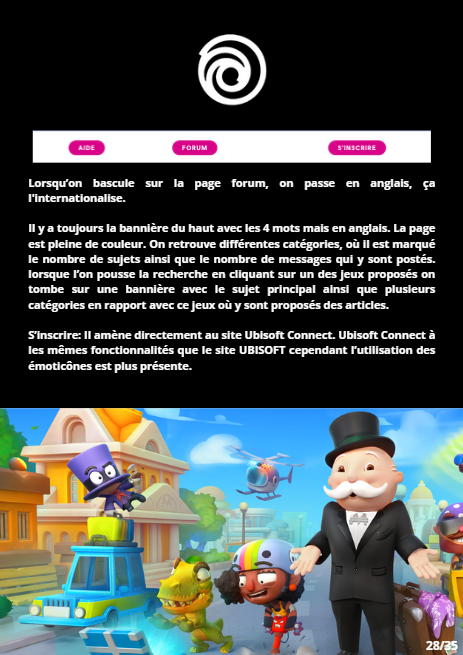 AIDE
FORUM
S'INSCRIRE
Lorsqu’on bascule sur la page forum, on passe en anglais, ça
l’internationalise.
Il y a toujours la bannière du haut avec les 4 mots mais en anglais. La page
est pleine de couleur. On retrouve différentes catégories, où il est marqué
le nombre de sujets ainsi que le nombre de messages qui y sont postés.
lorsque l’on pousse la recherche en cliquant sur un des jeux proposés on
tombe sur une bannière avec le sujet principal ainsi que plusieurs
catégories en rapport avec ce jeux où y sont proposés des articles.
S’inscrire: Il amène directement au site Ubisoft Connect. Ubisoft Connect à
les mêmes fonctionnalités que le site UBISOFT cependant l’utilisation des
émoticônes est plus présente.
28/35